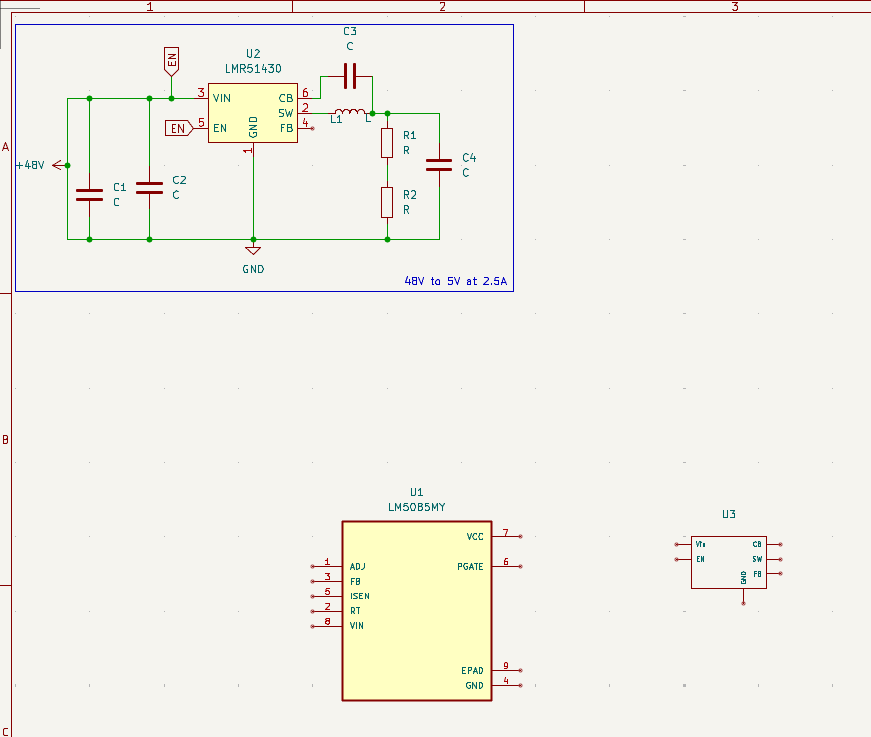 1 2 3
A
B
C
EN
U2
LMR51430
C3
C
3 VIN
CB 6
SW 2
FB 4
EN 5 EN
GND
1
L1 L
R1
R
R2
R
C4
C
+48V
C1
C
C2
C
GND
48V to 5V at 2.5A
U1
LM5085MY
VCC 7
PGATE 6
1 ADJ
3 FB
5 ISEN
2 RT
8 VIN
EPAD 9
GND 4
U3
VIn CB
EN SW
FB
GND